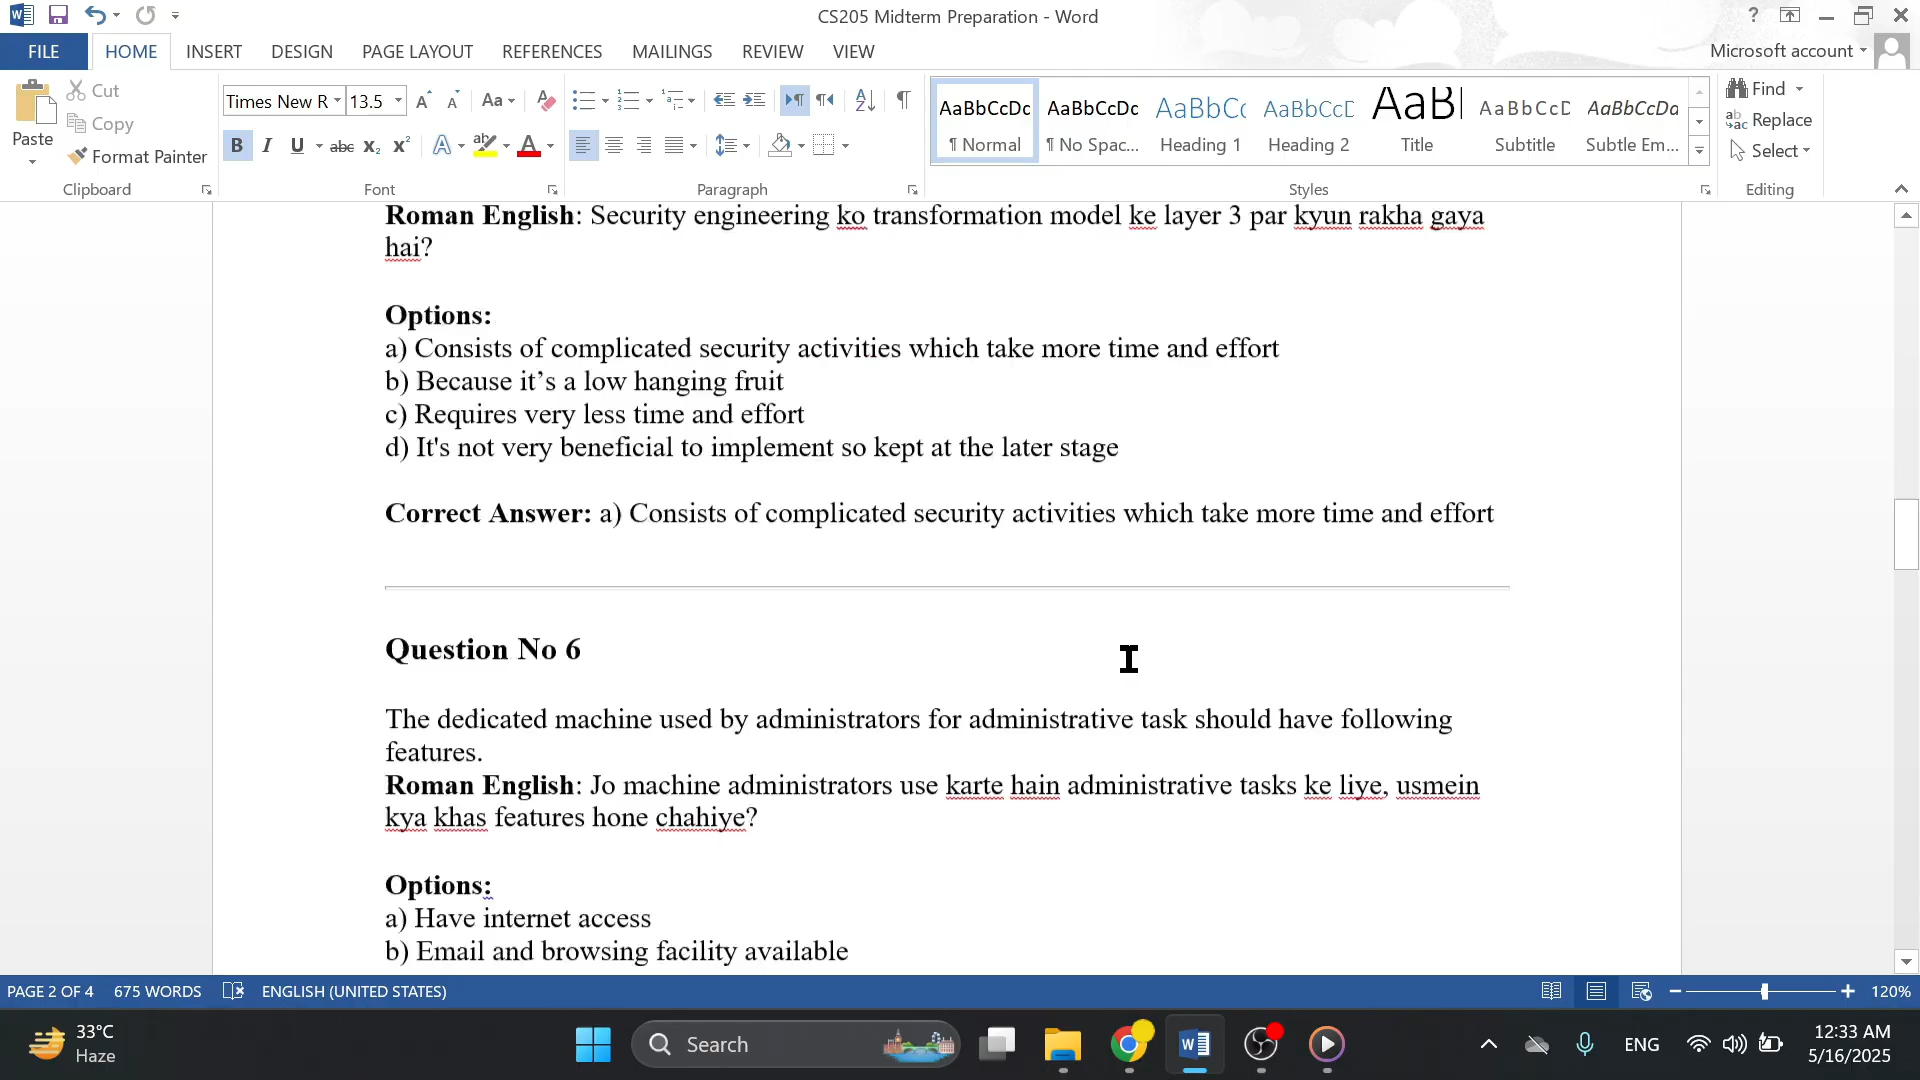 CS205 Midterm Preparation - Word
?
FILE HOME INSERT DESIGN PAGE LAYOUT REFERENCES MAILINGS REVIEW VIEW Microsoft account
Paste
Cut
Copy
Format Painter
Clipboard
Times New R 13.5
Font
Paragraph
AaBbCcDc AaBbCcDc AaBbC( AaBbCcD AaBl AaBbCcD AaBbCcDa
¶ Normal ¶ No Spac... Heading 1 Heading 2 Title Subtitle Subtle Em...
Styles
Find
Replace
Select
Editing
Roman English: Security engineering ko transformation model ke layer 3 par kyun rakha gaya
hai?
Options:
a) Consists of complicated security activities which take more time and effort
b) Because it’s a low hanging fruit
c) Requires very less time and effort
d) It's not very beneficial to implement so kept at the later stage
Correct Answer: a) Consists of complicated security activities which take more time and effort
Question No 6
The dedicated machine used by administrators for administrative task should have following
features.
Roman English: Jo machine administrators use karte hain administrative tasks ke liye, usmein
kya khas features hone chahiye?
Options:
a) Have internet access
b) Email and browsing facility available
PAGE 2 OF 4 675 WORDS ENGLISH (UNITED STATES) 120%
33°C
Haze
Search
ENG
12:33 AM
5/16/2025